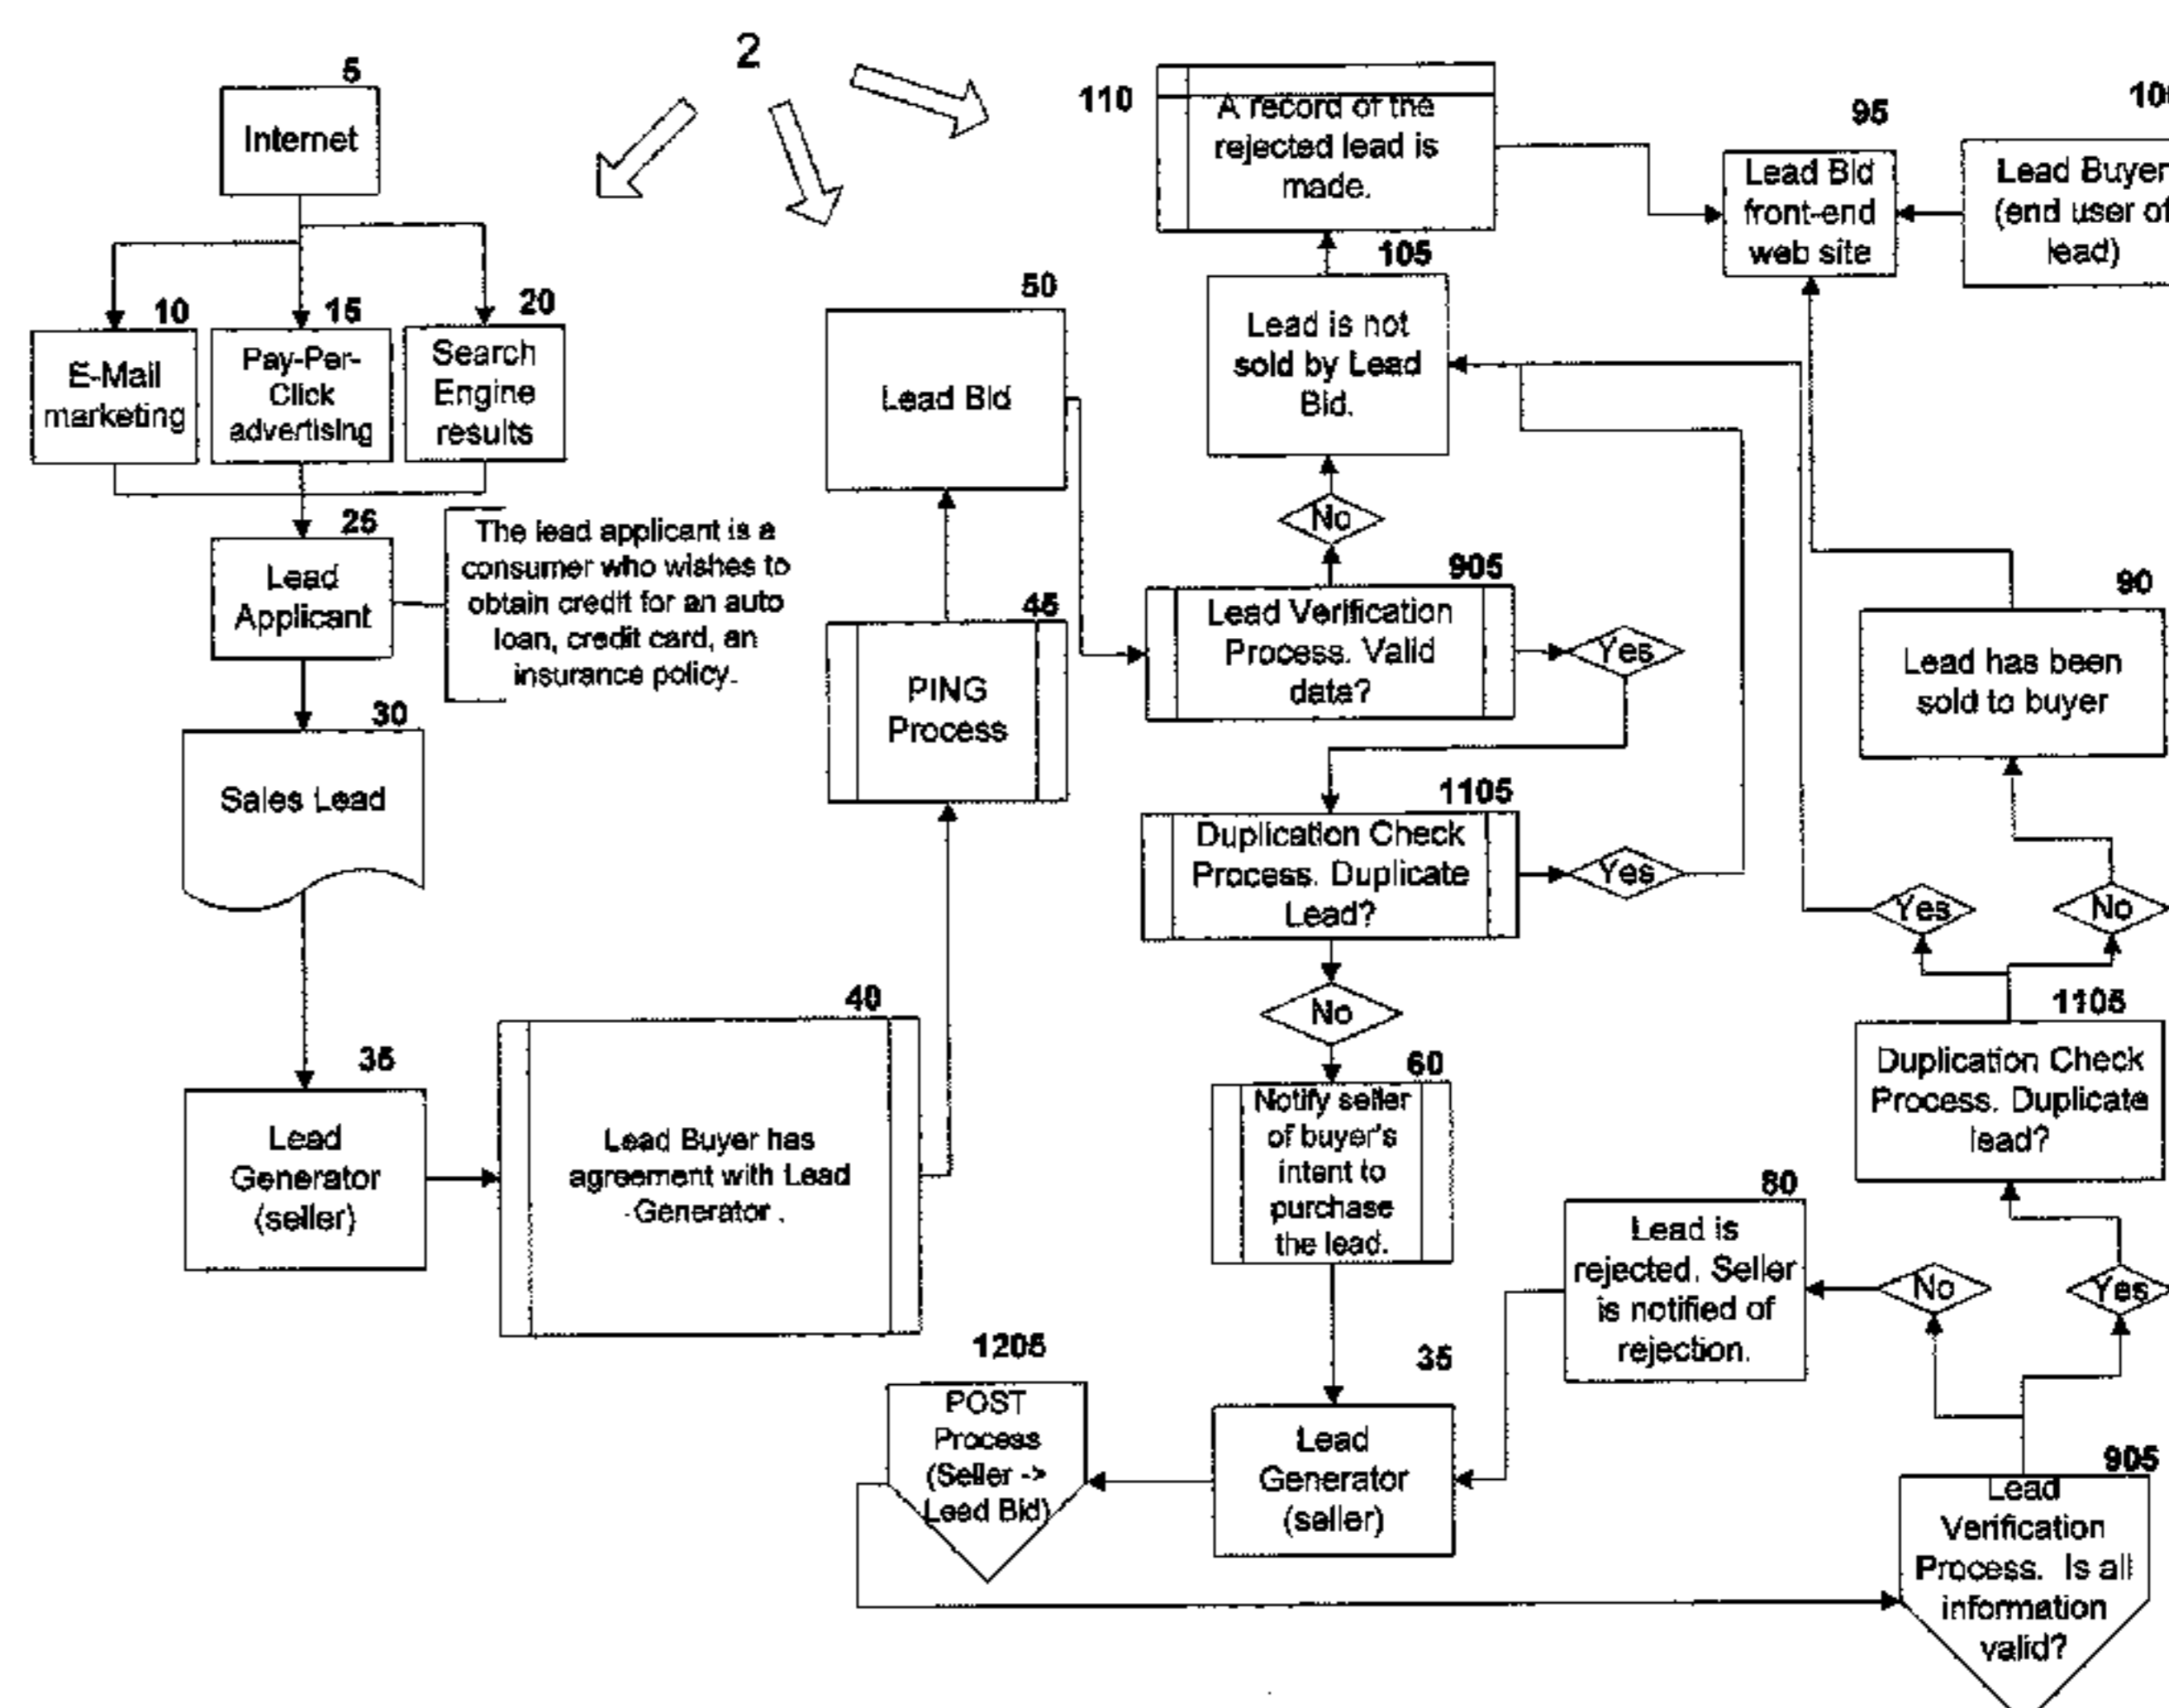 2
5
Internet
10
E-Mail
marketing
15
Pay-Per-
Click
advertising
20
Search
Engine
results
25
Lead
Applicant
The lead applicant is a
consumer who wishes to
obtain credit for an auto
loan, credit card, an
insurance policy.
30
Sales Lead
35
Lead
Generator
(seller)
40
Lead Buyer has
agreement with Lead
-Generator .
45
PING
Process
50
Lead Bid
905
Lead Verification
Process. Valid
data?
No
Yes
105
Lead is not
sold by Lead
Bid.
110
A record of the
rejected lead is
made.
95
Lead Bid
front-end
web site
Lead Buyer
(end user of
lead)
1105
Duplication Check
Process. Duplicate
Lead?
Yes
No
60
Notify seller
of buyer's
intent to
purchase
the lead.
35
Lead
Generator
(seller)
1205
POST
Process
(Seller ->
Lead Bid)
905
Lead
Verification
Process. Is all
information
valid?
No
Yes
80
Lead is
rejected. Seller
is notified of
rejection.
1105
Duplication Check
Process. Duplicate
lead?
Yes
No
90
Lead has been
sold to buyer